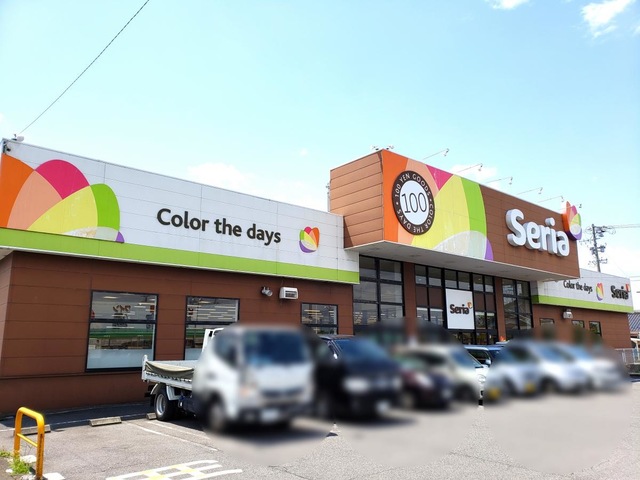 Color the days
100 YEN GOODS
100
COLOR THE DAYS
Seria
Seria
Color the days
Seria